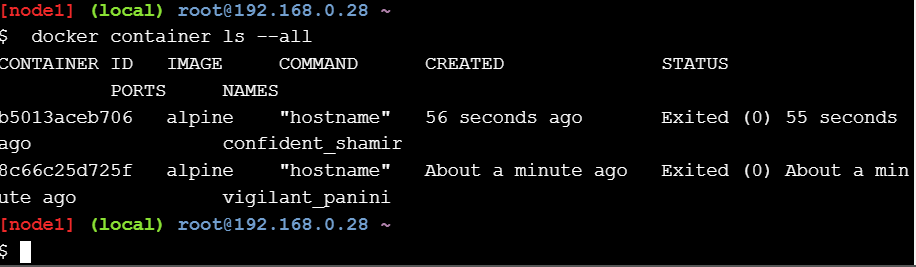 [node1] (local) root@192.168.0.28 ~
$  docker container ls --all
CONTAINER ID   IMAGE     COMMAND      CREATED              STATUS
          PORTS     NAMES
b5013aceb706   alpine    "hostname"   56 seconds ago       Exited (0) 55 seconds
ago                 confident_shamir
8c66c25d725f   alpine    "hostname"   About a minute ago   Exited (0) About a min
ute ago             vigilant_panini
[node1] (local) root@192.168.0.28 ~
$